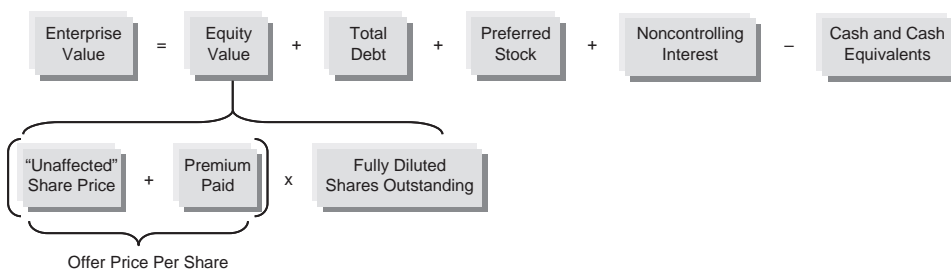 Enterprise
Value
=
Equity
Value
+
Total
Debt
+
Preferred
Stock
+
Noncontrolling
Interest
–
Cash and Cash
Equivalents
“Unaffected”
Share Price
+
Premium
Paid
x
Fully Diluted
Shares Outstanding
Offer Price Per Share